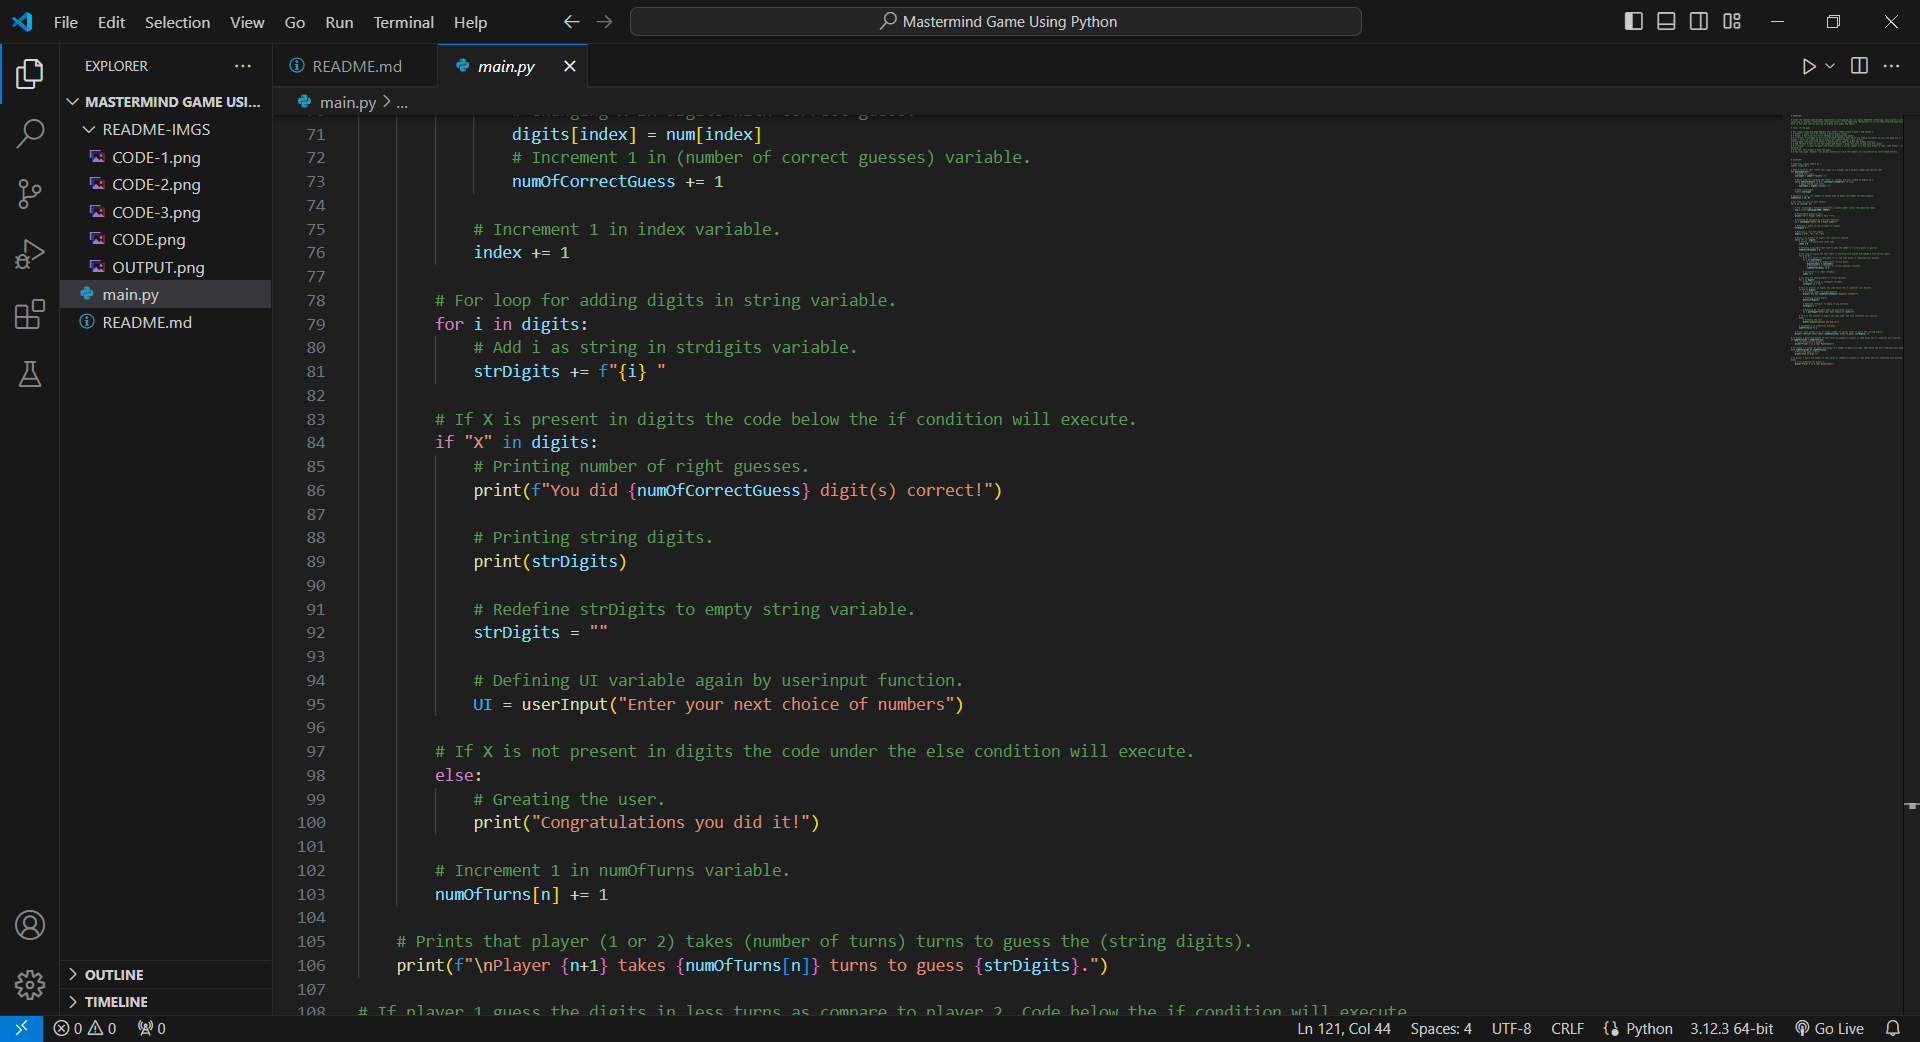 File Edit Selection View Go Run Terminal Help
Mastermind Game Using Python
EXPLORER
MASTERMIND GAME USI...
README-IMGS
CODE-1.png
CODE-2.png
CODE-3.png
CODE.png
OUTPUT.png
main.py
README.md
OUTLINE
TIMELINE
README.md main.py
main.py > ...
71 digits[index] = num[index]
72 # Increment 1 in (number of correct guesses) variable.
73 numOfCorrectGuess += 1
74
75 # Increment 1 in index variable.
76 index += 1
77
78 # For loop for adding digits in string variable.
79 for i in digits:
80 # Add i as string in strdigits variable.
81 strDigits += f"{i} "
82
83 # If X is present in digits the code below the if condition will execute.
84 if "X" in digits:
85 # Printing number of right guesses.
86 print(f"You did {numOfCorrectGuess} digit(s) correct!")
87
88 # Printing string digits.
89 print(strDigits)
90
91 # Redefine strDigits to empty string variable.
92 strDigits = ""
93
94 # Defining UI variable again by userinput function.
95 UI = userInput("Enter your next choice of numbers")
96
97 # If X is not present in digits the code under the else condition will execute.
98 else:
99 # Greating the user.
100 print("Congratulations you did it!")
101
102 # Increment 1 in numOfTurns variable.
103 numOfTurns[n] += 1
104
105 # Prints that player (1 or 2) takes (number of turns) turns to guess the (string digits).
106 print(f"\nPlayer {n+1} takes {numOfTurns[n]} turns to guess {strDigits}.")
107
108 # If player 1 guess the digits in less turns as compare to player 2. Code below the if condition will execute
0 0 0
Ln 121, Col 44 Spaces: 4 UTF-8 CRLF Python 3.12.3 64-bit Go Live